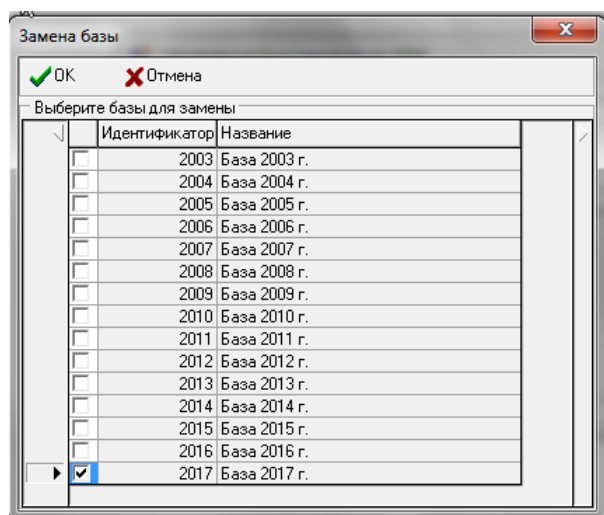 Замена базы
OK Отмена
Выберите базы для замены
Идентификатор Название
2003 База 2003 г.
2004 База 2004 г.
2005 База 2005 г.
2006 База 2006 г.
2007 База 2007 г.
2008 База 2008 г.
2009 База 2009 г.
2010 База 2010 г.
2011 База 2011 г.
2012 База 2012 г.
2013 База 2013 г.
2014 База 2014 г.
2015 База 2015 г.
2016 База 2016 г.
2017 База 2017 г.